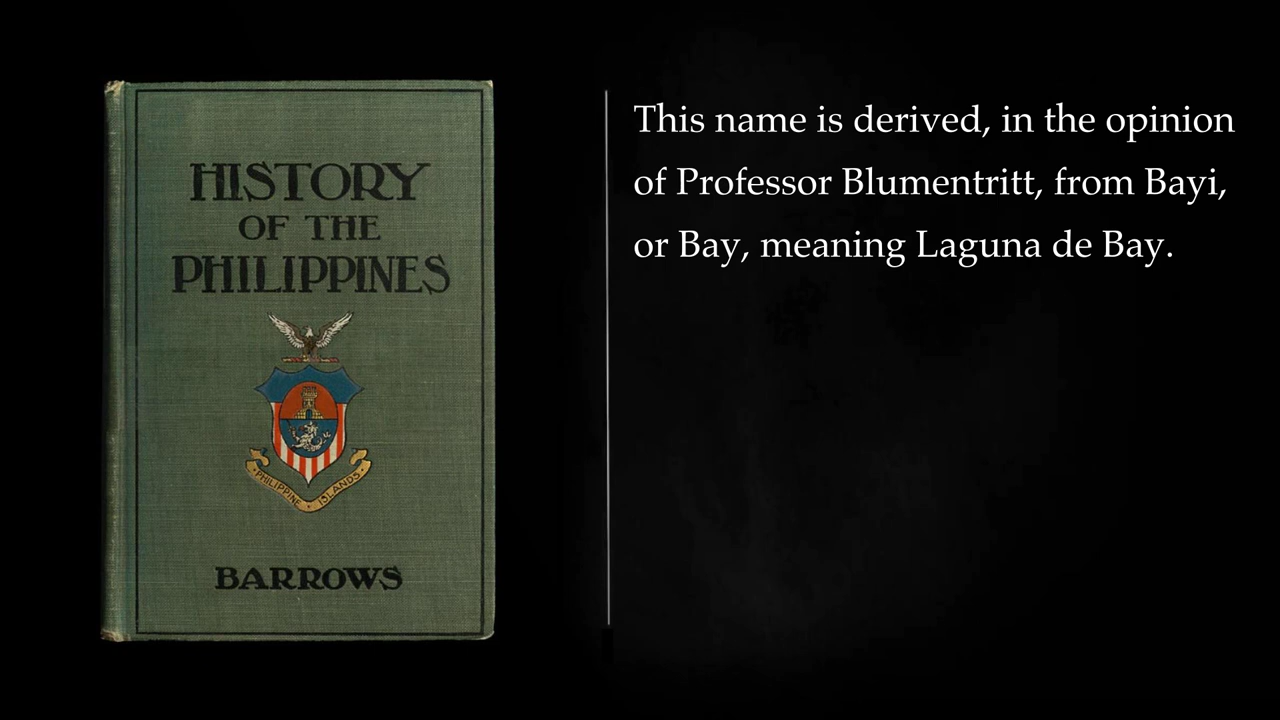 HISTORY
OF THE
PHILIPPINES
PHILIPPINE ISLANDS
BARROWS
This name is derived, in the opinion
of Professor Blumentritt, from Bayi,
or Bay, meaning Laguna de Bay.